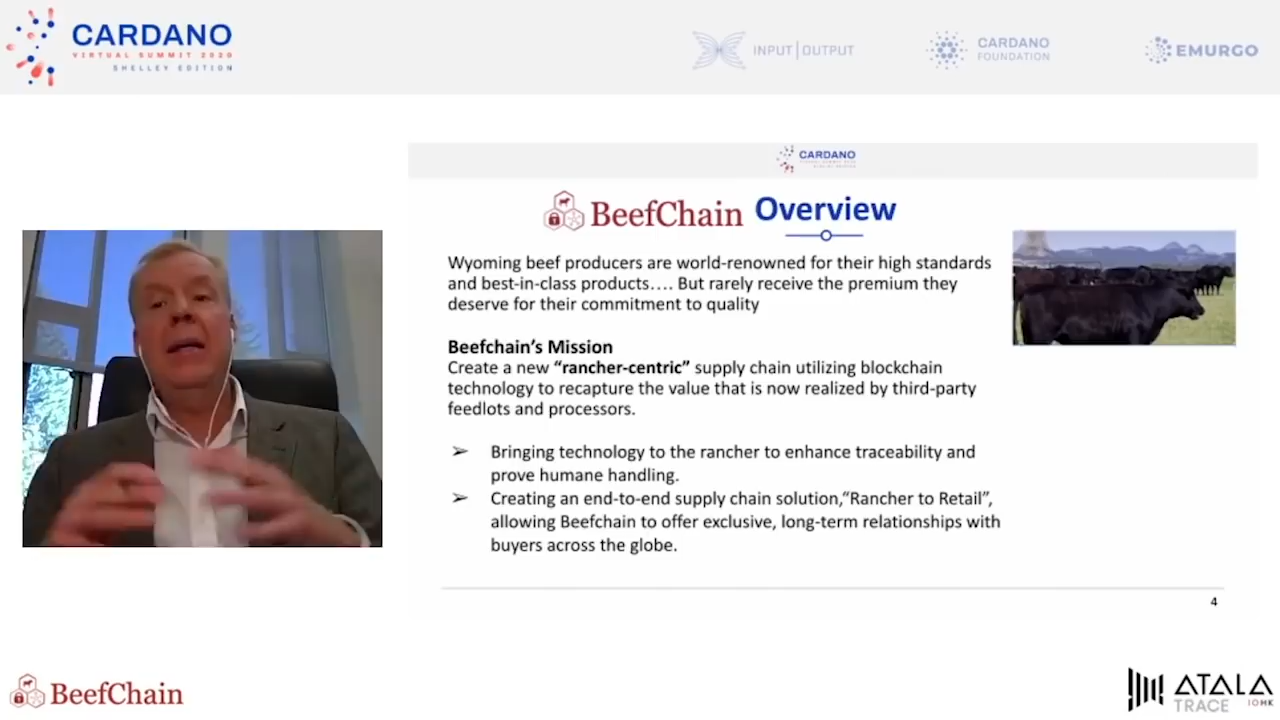 CARDANO
VIRTUAL SUMMIT 2020
SHELLEY EDITION
INPUT|OUTPUT
CARDANO
FOUNDATION
EMURGO
CARDANO
BeefChain Overview
Wyoming beef producers are world-renowned for their high standards
and best-in-class products…. But rarely receive the premium they
deserve for their commitment to quality
Beefchain’s Mission
Create a new “rancher-centric” supply chain utilizing blockchain
technology to recapture the value that is now realized by third-party
feedlots and processors.
➢ Bringing technology to the rancher to enhance traceability and
prove humane handling.
➢ Creating an end-to-end supply chain solution,“Rancher to Retail”,
allowing Beefchain to offer exclusive, long-term relationships with
buyers across the globe.
4
BeefChain
ATALA
TRACE IOHK